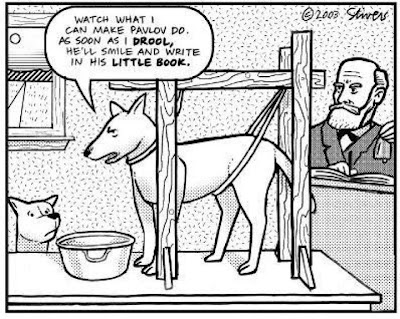 WATCH WHAT I
CAN MAKE PAVLOV DO.
AS SOON AS I DROOL,
HE'LL SMILE AND WRITE
IN HIS LITTLE BOOK.
©2003 Stivers